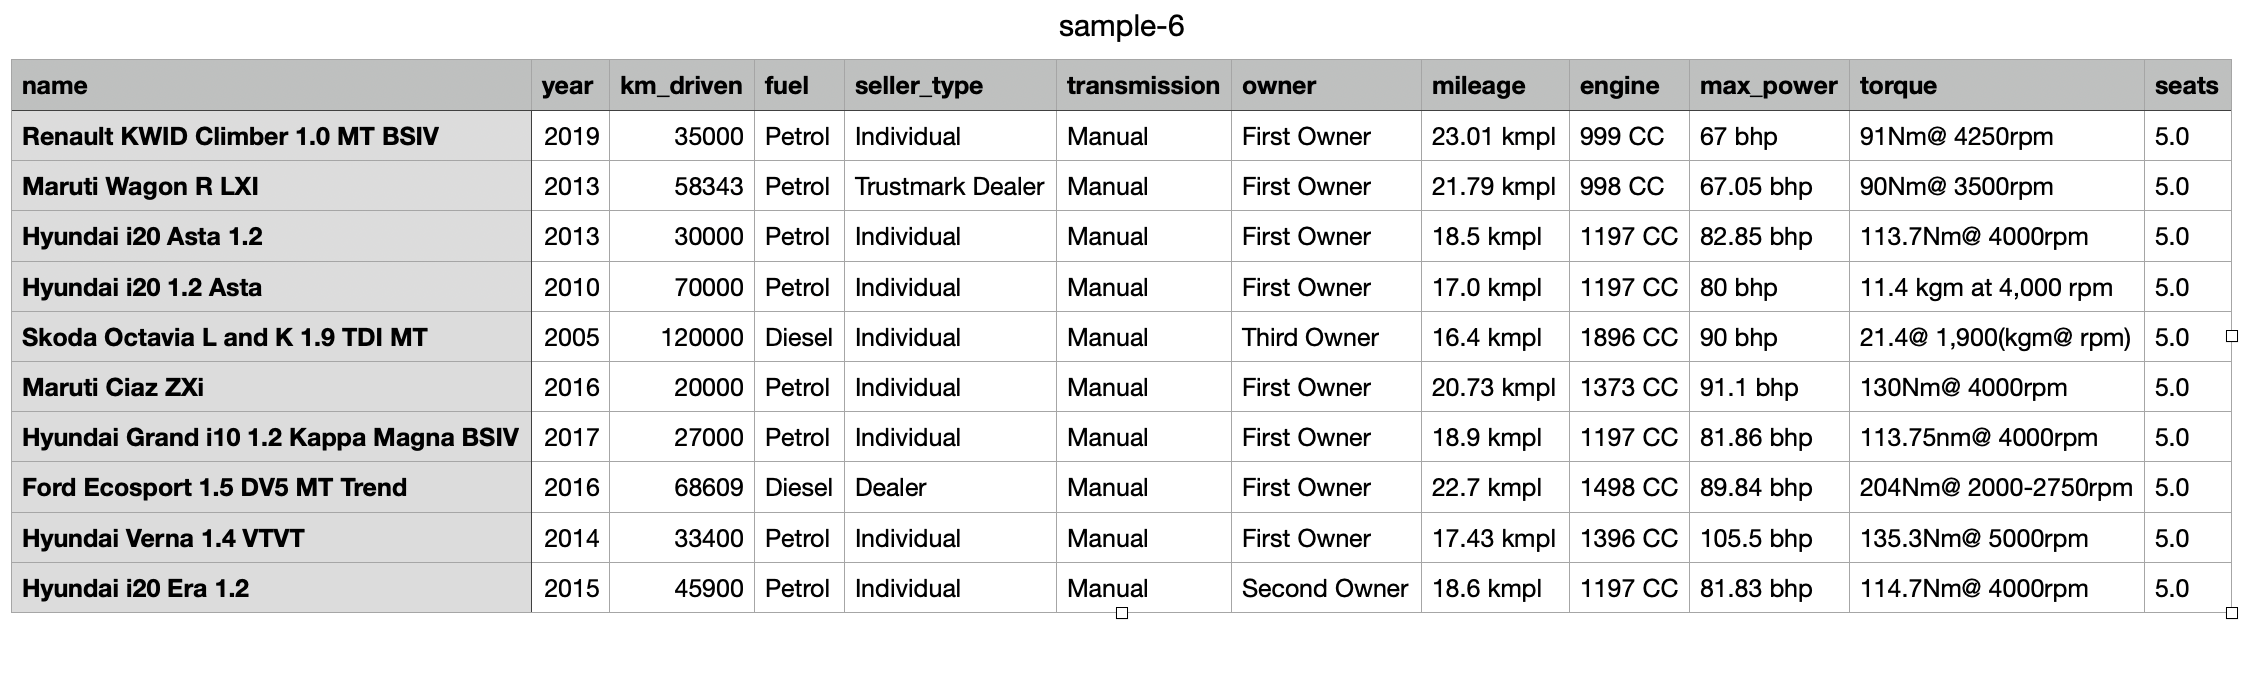 sample-6
name year km_driven fuel seller_type transmission owner mileage engine max_power torque seats
Renault KWID Climber 1.0 MT BSIV 2019 35000 Petrol Individual Manual First Owner 23.01 kmpl 999 CC 67 bhp 91Nm@ 4250rpm 5.0
Maruti Wagon R LXI 2013 58343 Petrol Trustmark Dealer Manual First Owner 21.79 kmpl 998 CC 67.05 bhp 90Nm@ 3500rpm 5.0
Hyundai i20 Asta 1.2 2013 30000 Petrol Individual Manual First Owner 18.5 kmpl 1197 CC 82.85 bhp 113.7Nm@ 4000rpm 5.0
Hyundai i20 1.2 Asta 2010 70000 Petrol Individual Manual First Owner 17.0 kmpl 1197 CC 80 bhp 11.4 kgm at 4,000 rpm 5.0
Skoda Octavia L and K 1.9 TDI MT 2005 120000 Diesel Individual Manual Third Owner 16.4 kmpl 1896 CC 90 bhp 21.4@ 1,900(kgm@ rpm) 5.0
Maruti Ciaz ZXi 2016 20000 Petrol Individual Manual First Owner 20.73 kmpl 1373 CC 91.1 bhp 130Nm@ 4000rpm 5.0
Hyundai Grand i10 1.2 Kappa Magna BSIV 2017 27000 Petrol Individual Manual First Owner 18.9 kmpl 1197 CC 81.86 bhp 113.75nm@ 4000rpm 5.0
Ford Ecosport 1.5 DV5 MT Trend 2016 68609 Diesel Dealer Manual First Owner 22.7 kmpl 1498 CC 89.84 bhp 204Nm@ 2000-2750rpm 5.0
Hyundai Verna 1.4 VTVT 2014 33400 Petrol Individual Manual First Owner 17.43 kmpl 1396 CC 105.5 bhp 135.3Nm@ 5000rpm 5.0
Hyundai i20 Era 1.2 2015 45900 Petrol Individual Manual Second Owner 18.6 kmpl 1197 CC 81.83 bhp 114.7Nm@ 4000rpm 5.0